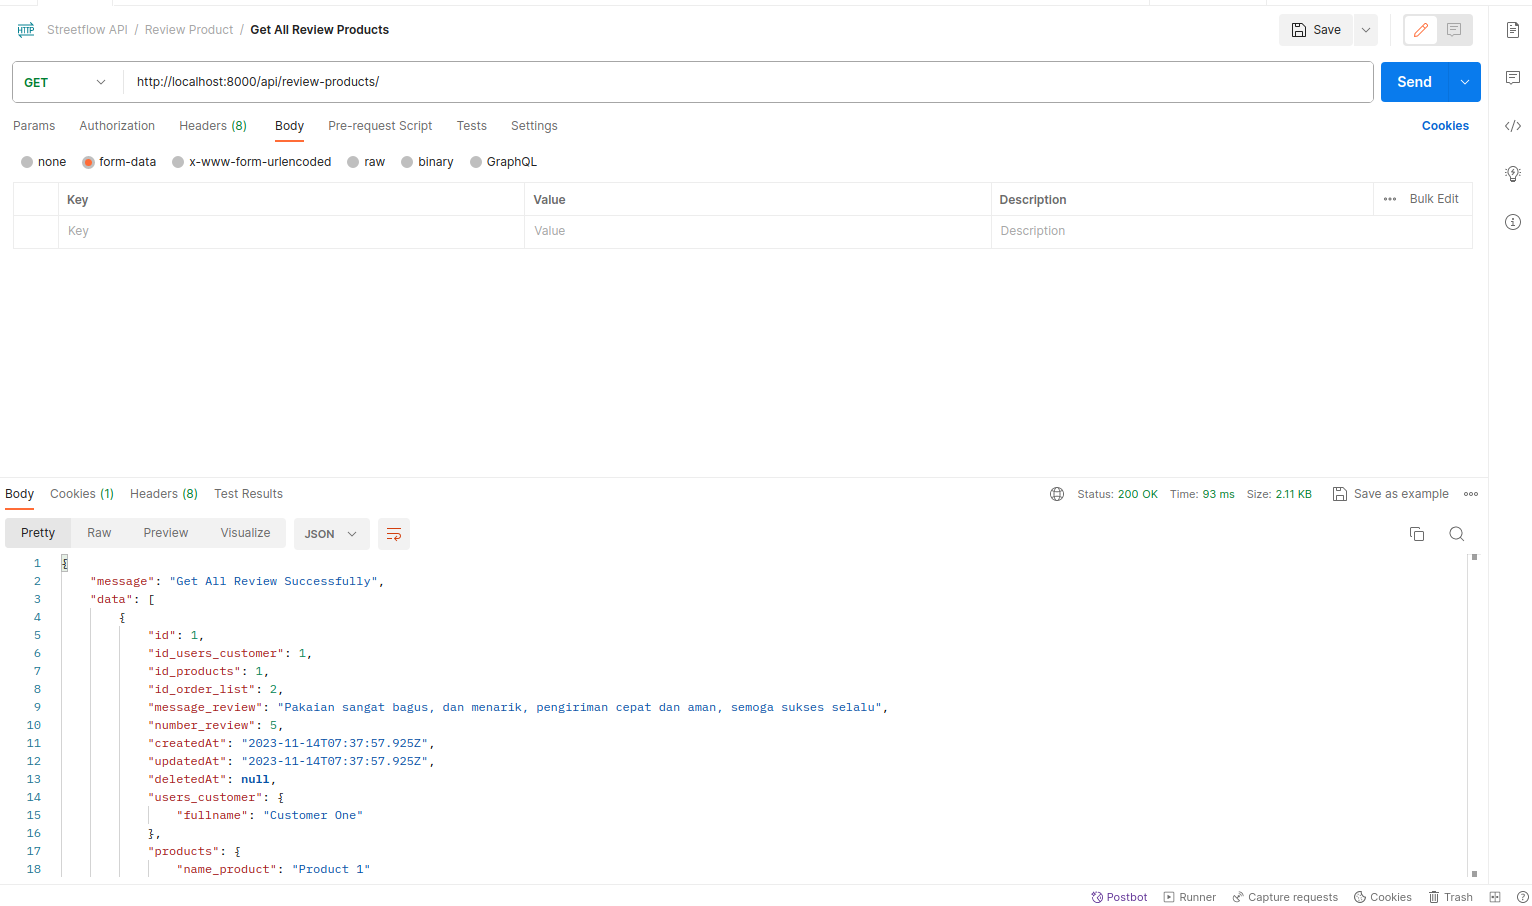 HTTP Streetflow API / Review Product / Get All Review Products Save
GET http://localhost:8000/api/review-products/ Send
Params Authorization Headers (8) Body Pre-request Script Tests Settings Cookies
none form-data x-www-form-urlencoded raw binary GraphQL
Key Value Description ••• Bulk Edit
Key Value Description
Body Cookies (1) Headers (8) Test Results Status: 200 OK Time: 93 ms Size: 2.11 KB Save as example
Pretty Raw Preview Visualize JSON
1 {
2 "message": "Get All Review Successfully",
3 "data": [
4 {
5 "id": 1,
6 "id_users_customer": 1,
7 "id_products": 1,
8 "id_order_list": 2,
9 "message_review": "Pakaian sangat bagus, dan menarik, pengiriman cepat dan aman, semoga sukses selalu",
10 "number_review": 5,
11 "createdAt": "2023-11-14T07:37:57.925Z",
12 "updatedAt": "2023-11-14T07:37:57.925Z",
13 "deletedAt": null,
14 "users_customer": {
15 "fullname": "Customer One"
16 },
17 "products": {
18 "name_product": "Product 1"
Postbot Runner Capture requests Cookies Trash